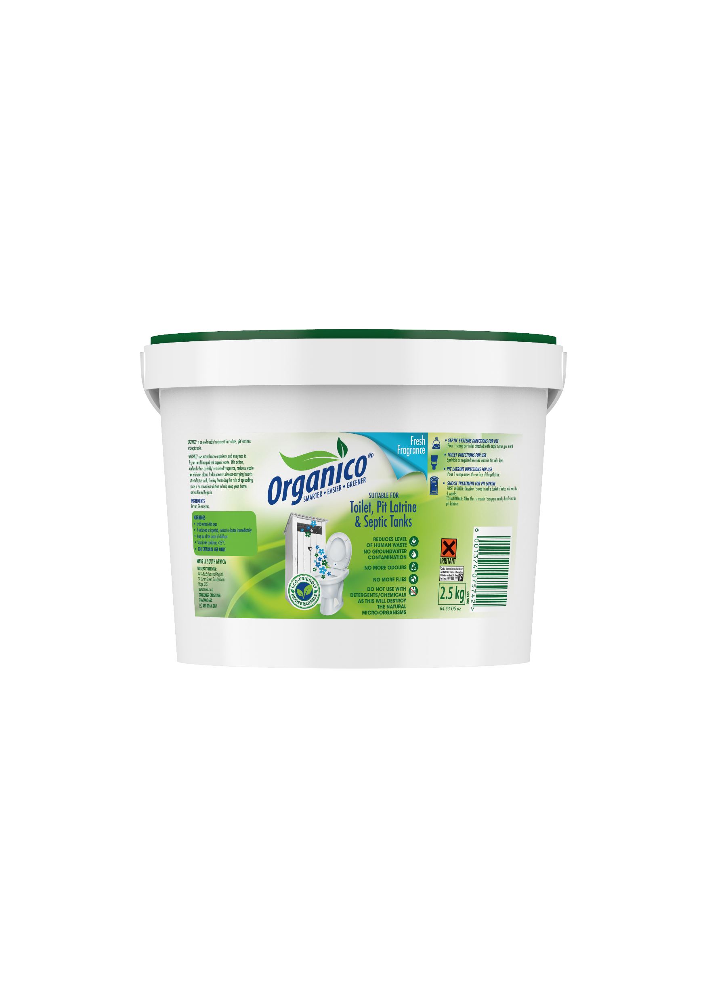 ORGANICO® is an eco-friendly treatment for toilets, pit latrines
and septic tanks.
ORGANICO® uses natural micro-organisms and enzymes to
degrade faecal biological and organic waste. This action,
combined with its carefully formulated fragrance, reduces waste
and eliminates odours. It also prevents disease-carrying insects
attracted to the smell, thereby decreasing the risk of spreading
germs. It is a convenient solution to help keep your home
comfortable and hygienic.
INGREDIENTS
Parfum, Bio-enzymes.
WARNINGS
• Avoid contact with eyes
• If swallowed or ingested, contact a doctor immediately
• Keep out of the reach of children
• Store in dry conditions <25°C
• FOR EXTERNAL USE ONLY
MADE IN SOUTH AFRICA
MANUFACTURED BY:
Bio Solutions (Pty) Ltd.
14 Elman Street, Sunderland
Ridge, 0157
www.amka.co.za
CONSUMER CARE LINE:
086 000 2652
060 996 6 087
Organico®
SMARTER • EASIER • GREENER
Fresh
Fragrance
SUITABLE FOR
Toilet, Pit Latrine
& Septic Tanks
REDUCES LEVEL
OF HUMAN WASTE
NO GROUNDWATER
CONTAMINATION
NO MORE ODOURS
NO MORE FLIES
DO NOT USE WITH
DETERGENTS/CHEMICALS
AS THIS WILL DESTROY
THE NATURAL
MICRO-ORGANISMS
ECO-FRIENDLY
BIODEGRADABLE
• SEPTIC SYSTEMS DIRECTIONS FOR USE
Pour 1 scoop per toilet attached to the septic system, per month.
• TOILET DIRECTIONS FOR USE
Sprinkle as required to cover waste in the toilet bowl.
• PIT LATRINE DIRECTIONS FOR USE
Pour 1 scoop across the surface of the pit latrine.
• SHOCK TREATMENT FOR PIT LATRINE
FIRST MONTH: Dissolve 1 scoop in half a bucket of water, each week for
4 weeks.
TO MAINTAIN: After the 1st month 1 scoop per month, directly into the
pit latrine.
IRRITANT
Call a doctor immediately or
contact the Poisons Information
Helpline on their 24 Hour
hotline 0861 555 777
2.5 kg
84.53 US oz
ORG 503
6 001374 075742 >